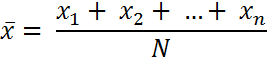 x̄ = (x₁ + x₂ + …+ xₙ) / N